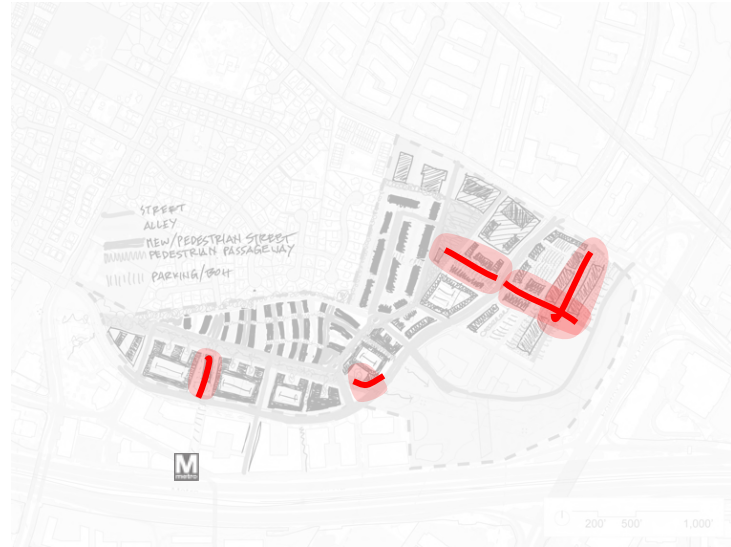 STREET
ALLEY
NEW/PEDESTRIAN STREET
PEDESTRIAN PASSAGEWAY
PARKING/
M
metro
200' 500' 1,000'